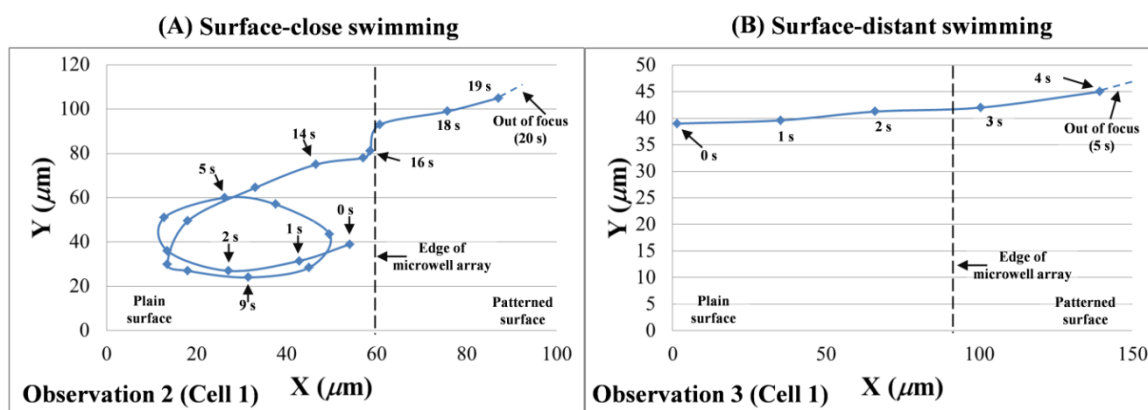 (A) Surface-close swimming
120
100
80
60
40
20
0
0
20
40
60
80
100
Y (μm)
X (μm)
19 s
18 s
Out of focus
(20 s)
14 s
16 s
5 s
0 s
1 s
2 s
9 s
Edge of
microwell array
Plain
surface
Patterned
surface
Observation 2 (Cell 1)
(B) Surface-distant swimming
50
45
40
35
30
25
20
15
10
5
0
0
50
100
150
Y (μm)
X (μm)
0 s
1 s
2 s
3 s
4 s
Out of focus
(5 s)
Edge of
microwell array
Plain
surface
Patterned
surface
Observation 3 (Cell 1)